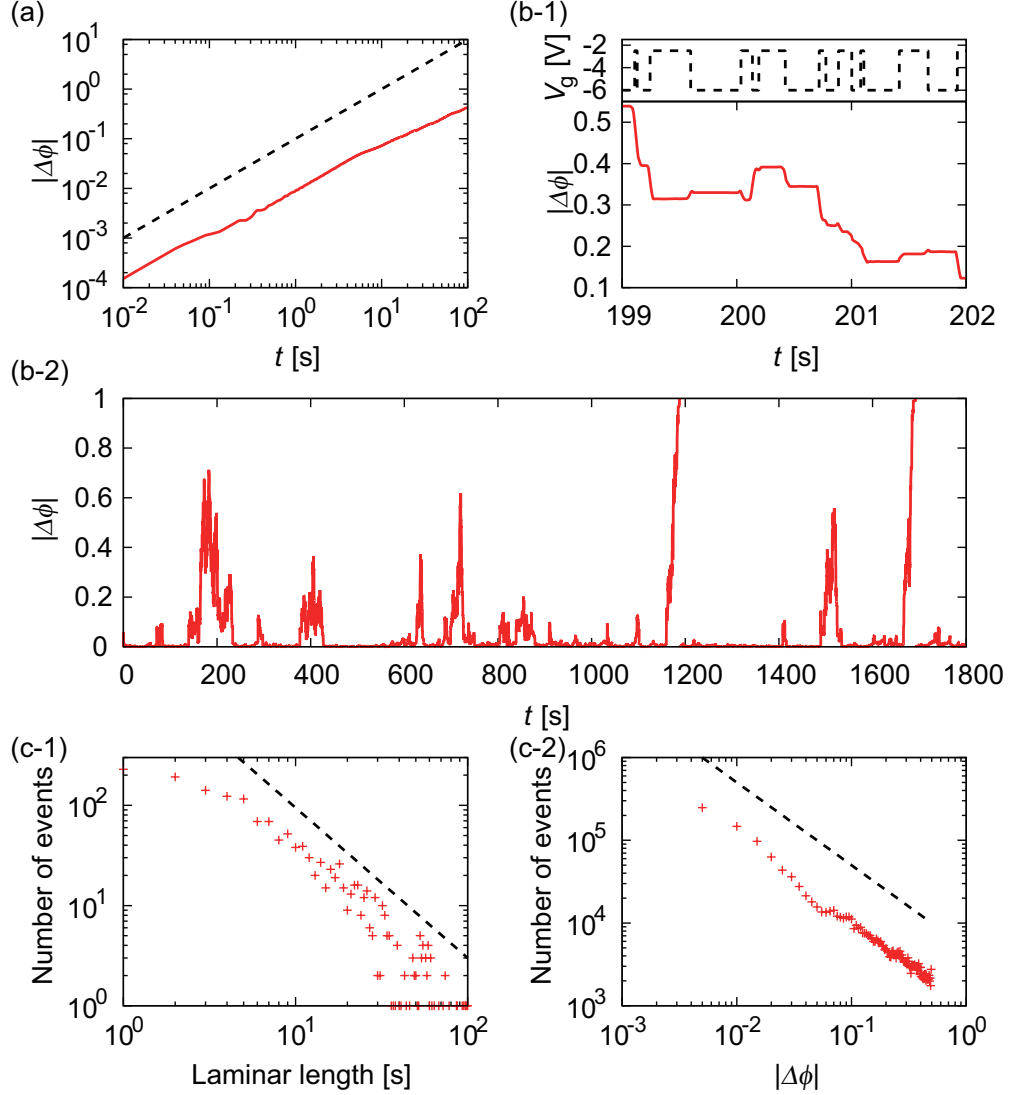 (a)
10^1
10^0
10^-1
10^-2
10^-3
10^-4
|Δϕ|
10^-2 10^-1 10^0 10^1 10^2
t [s]
(b-1)
-2
-4
-6
V_g [V]
0.5
0.4
0.3
0.2
0.1
|Δϕ|
199 200 201 202
t [s]
(b-2)
1
0.8
0.6
0.4
0.2
0
|Δϕ|
0 200 400 600 800 1000 1200 1400 1600 1800
t [s]
(c-1)
10^2
10^1
10^0
Number of events
10^0 10^1 10^2
Laminar length [s]
(c-2)
10^6
10^5
10^4
10^3
Number of events
10^-3 10^-2 10^-1 10^0
|Δϕ|